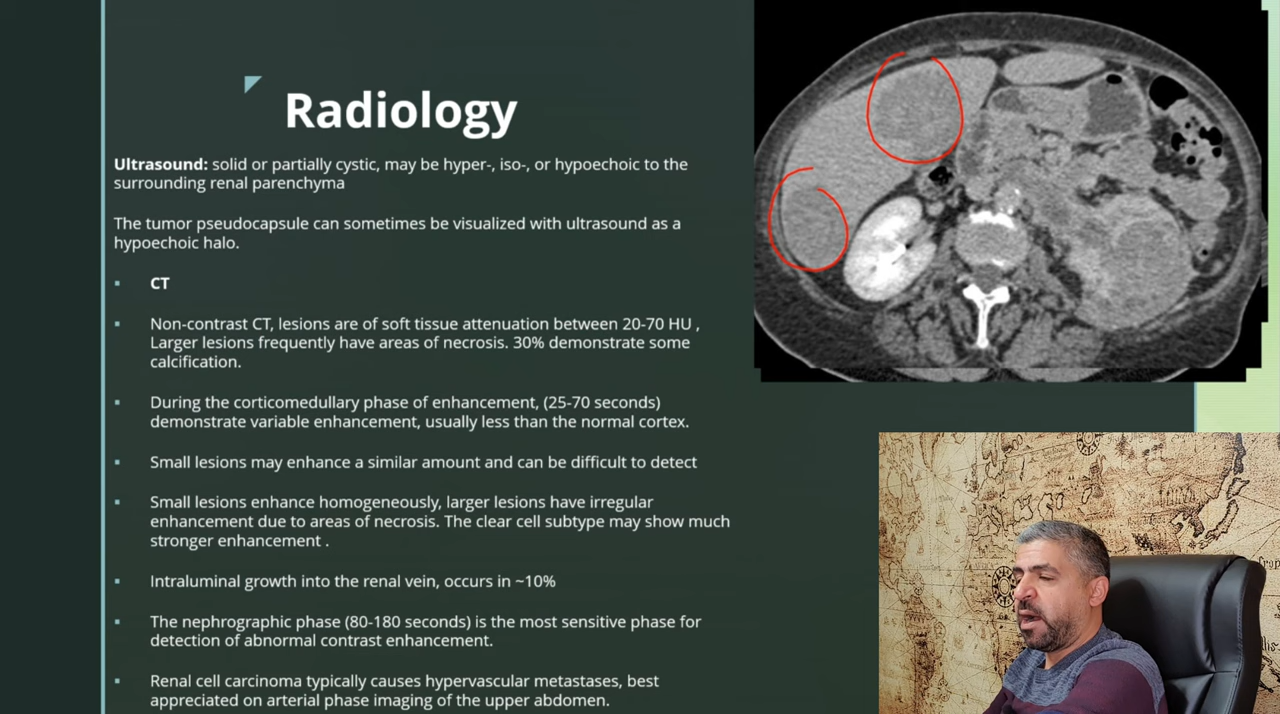 Radiology
Ultrasound: solid or partially cystic, may be hyper-, iso-, or hypoechoic to the
surrounding renal parenchyma
The tumor pseudocapsule can sometimes be visualized with ultrasound as a
hypoechoic halo.
▪ CT
▪ Non-contrast CT, lesions are of soft tissue attenuation between 20-70 HU ,
Larger lesions frequently have areas of necrosis. 30% demonstrate some
calcification.
▪ During the corticomedullary phase of enhancement, (25-70 seconds)
demonstrate variable enhancement, usually less than the normal cortex.
▪ Small lesions may enhance a similar amount and can be difficult to detect
▪ Small lesions enhance homogeneously, larger lesions have irregular
enhancement due to areas of necrosis. The clear cell subtype may show much
stronger enhancement .
▪ Intraluminal growth into the renal vein, occurs in ~10%
▪ The nephrographic phase (80-180 seconds) is the most sensitive phase for
detection of abnormal contrast enhancement.
▪ Renal cell carcinoma typically causes hypervascular metastases, best
appreciated on arterial phase imaging of the upper abdomen.